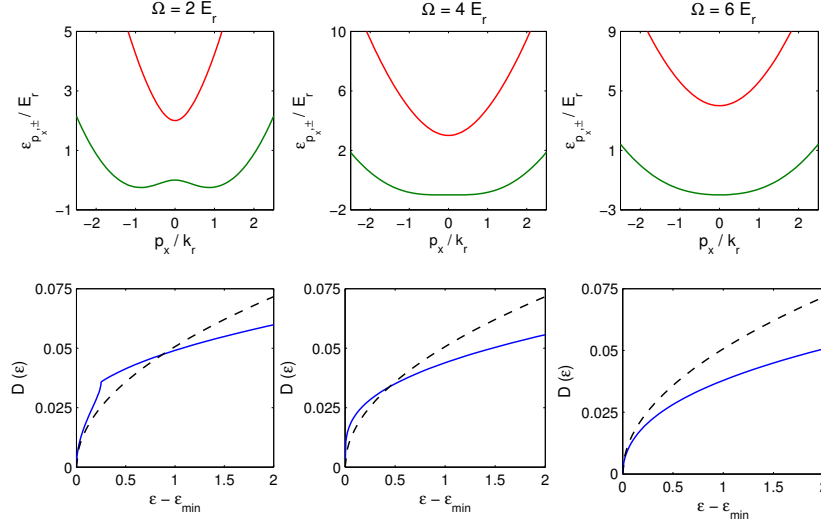 Ω = 2 E_r
Ω = 4 E_r
Ω = 6 E_r
5
3
1
−1
ε_{p_x,±} / E_r
−2 −1 0 1 2
p_x / k_r
10
6
2
−2
ε_{p_x,±} / E_r
−2 −1 0 1 2
p_x / k_r
9
5
1
−3
ε_{p_x,±} / E_r
−2 −1 0 1 2
p_x / k_r
0.075
0.05
0.025
0
D (ε)
0 0.5 1 1.5 2
ε − ε_min
0.075
0.05
0.025
0
D (ε)
0 0.5 1 1.5 2
ε − ε_min
0.075
0.05
0.025
0
D (ε)
0 0.5 1 1.5 2
ε − ε_min